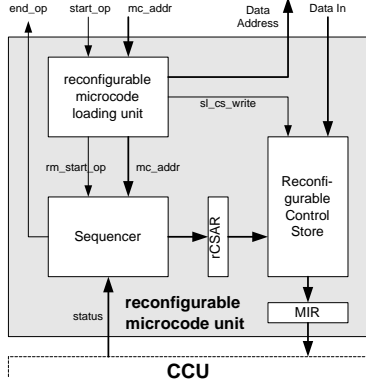 end_op
start_op
mc_addr
Data
Address
Data In
reconfigurable
microcode
loading unit
sl_cs_write
rm_start_op
mc_addr
Reconfi-
gurable
Control
Store
Sequencer
rCSAR
reconfigurable
microcode unit
MIR
status
CCU